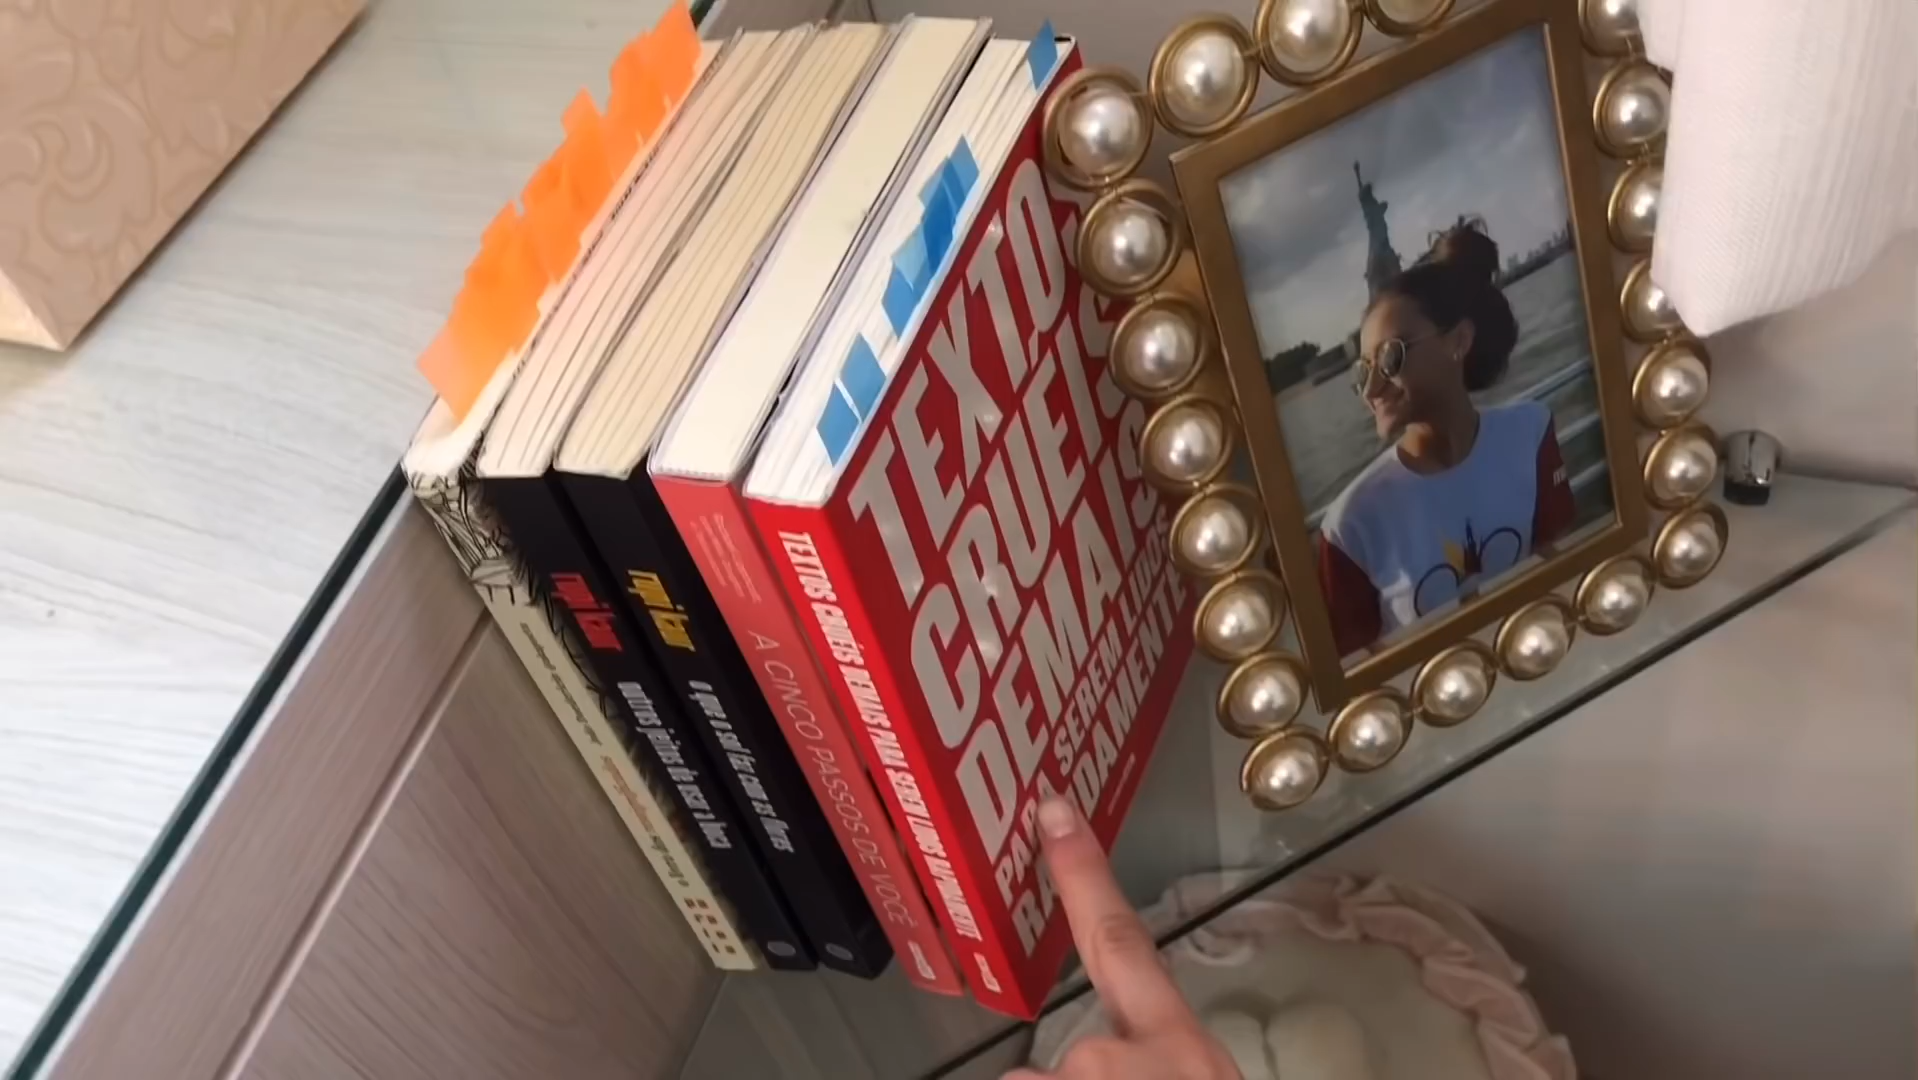 TEXTOS
CRUEIS
DEMAIS
PARA SEREM LIDOS
RAPIDAMENTE
TEXTOS CRUÉIS DEMAIS PARA SEREM LIDOS RAPIDAMENTE
A CINCO PASSOS DE VOCÊ
rupi kaur
o que o sol faz com as flores
rupi kaur
outros jeitos de usar a boca